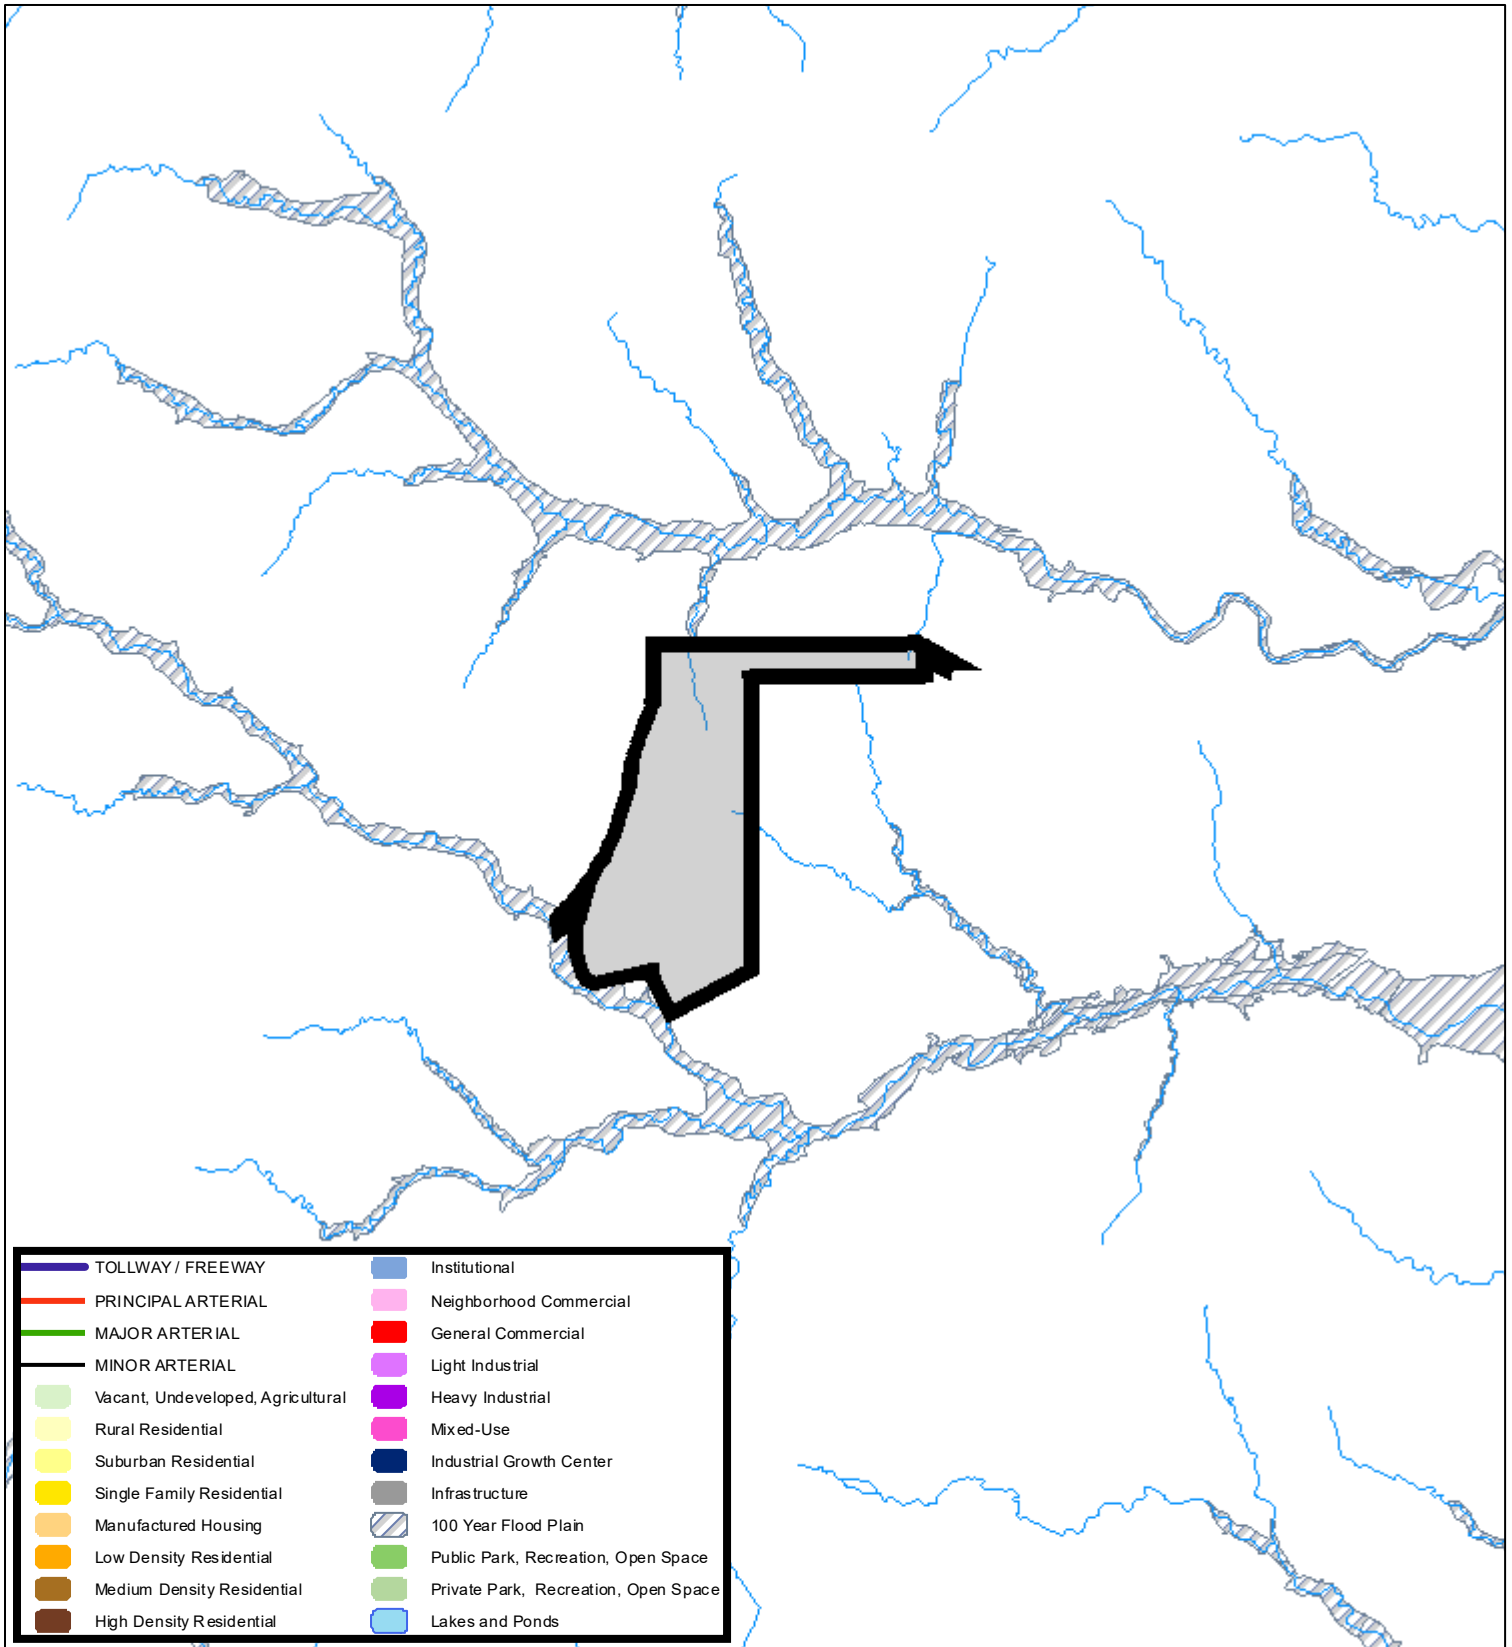 TOLLWAY / FREEWAY
PRINCIPAL ARTERIAL
MAJOR ARTERIAL
MINOR ARTERIAL
Vacant, Undeveloped, Agricultural
Rural Residential
Suburban Residential
Single Family Residential
Manufactured Housing
Low Density Residential
Medium Density Residential
High Density Residential
Institutional
Neighborhood Commercial
General Commercial
Light Industrial
Heavy Industrial
Mixed-Use
Industrial Growth Center
Infrastructure
100 Year Flood Plain
Public Park, Recreation, Open Space
Private Park, Recreation, Open Space
Lakes and Ponds